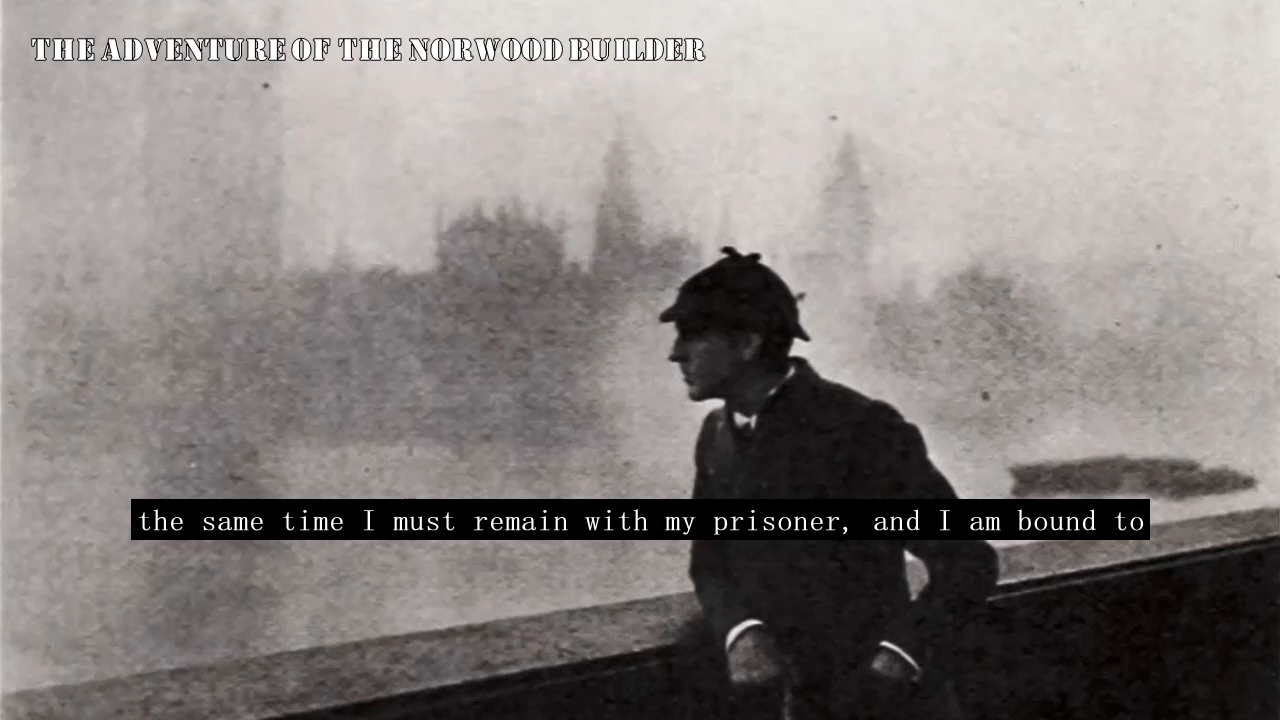 THE ADVENTURE OF THE NORWOOD BUILDER
the same time I must remain with my prisoner, and I am bound to